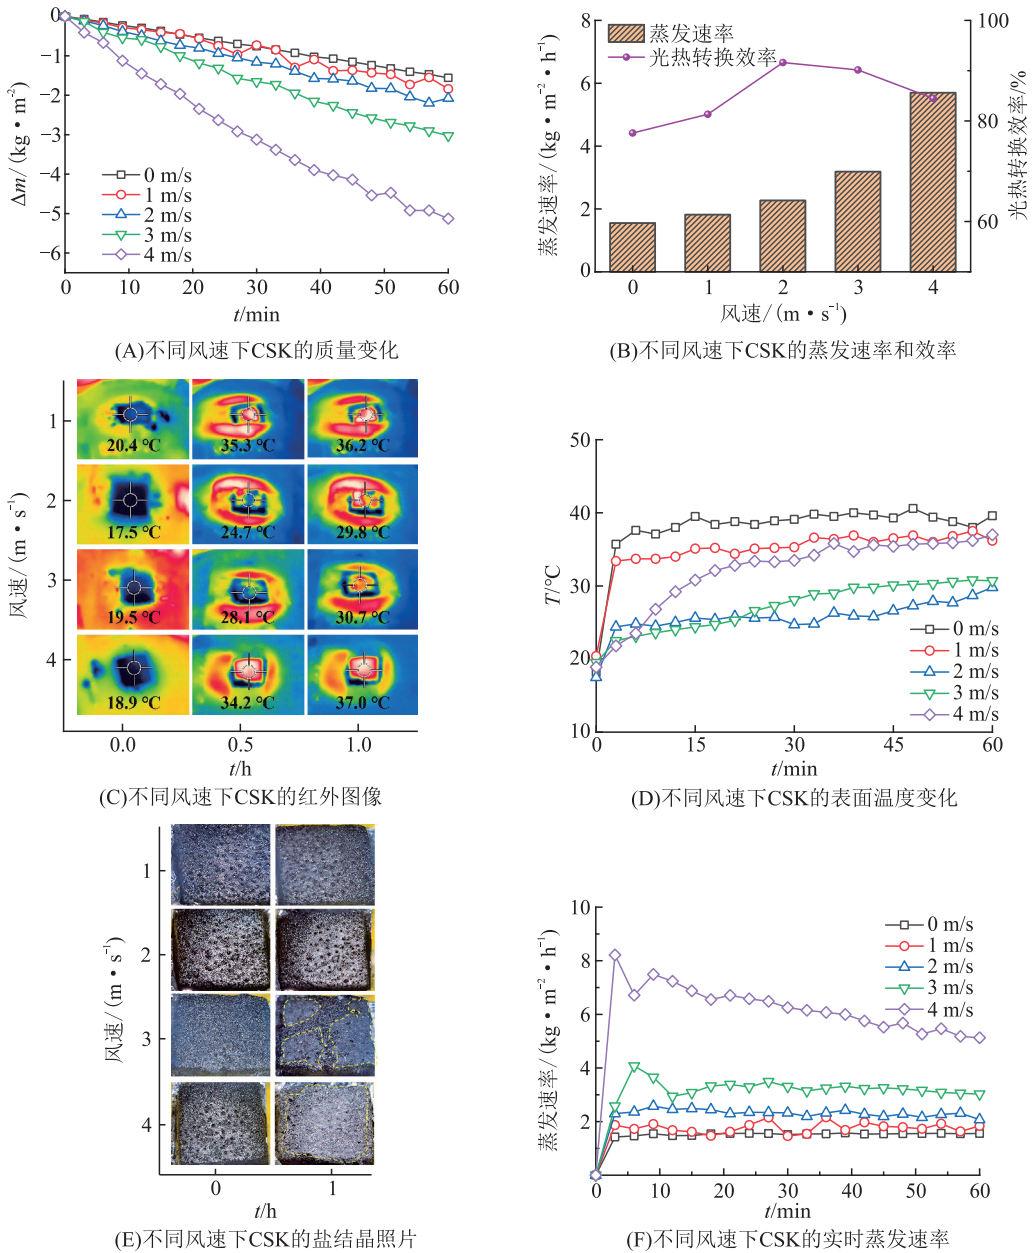 0
−1
−2
−3
−4
−5
−6
Δm/(kg·m⁻²)
0 m/s
1 m/s
2 m/s
3 m/s
4 m/s
0 10 20 30 40 50 60
t/min
(A)不同风速下CSK的质量变化
8
6
4
2
0
蒸发速率/(kg·m⁻²·h⁻¹)
蒸发速率
光热转换效率
100
80
60
光热转换效率/%
0 1 2 3 4
风速/(m·s⁻¹)
(B)不同风速下CSK的蒸发速率和效率
风速/(m·s⁻¹)
1
20.4 ℃ 35.3 ℃ 36.2 ℃
2
17.5 ℃ 24.7 ℃ 29.8 ℃
3
19.5 ℃ 28.1 ℃ 30.7 ℃
4
18.9 ℃ 34.2 ℃ 37.0 ℃
0.0 0.5 1.0
t/h
(C)不同风速下CSK的红外图像
50
40
30
20
10
T/℃
0 m/s
1 m/s
2 m/s
3 m/s
4 m/s
0 15 30 45 60
t/min
(D)不同风速下CSK的表面温度变化
风速/(m·s⁻¹)
1
2
3
4
0 1
t/h
(E)不同风速下CSK的盐结晶照片
10
8
6
4
2
蒸发速率/(kg·m⁻²·h⁻¹)
0 m/s
1 m/s
2 m/s
3 m/s
4 m/s
0 10 20 30 40 50 60
t/min
(F)不同风速下CSK的实时蒸发速率